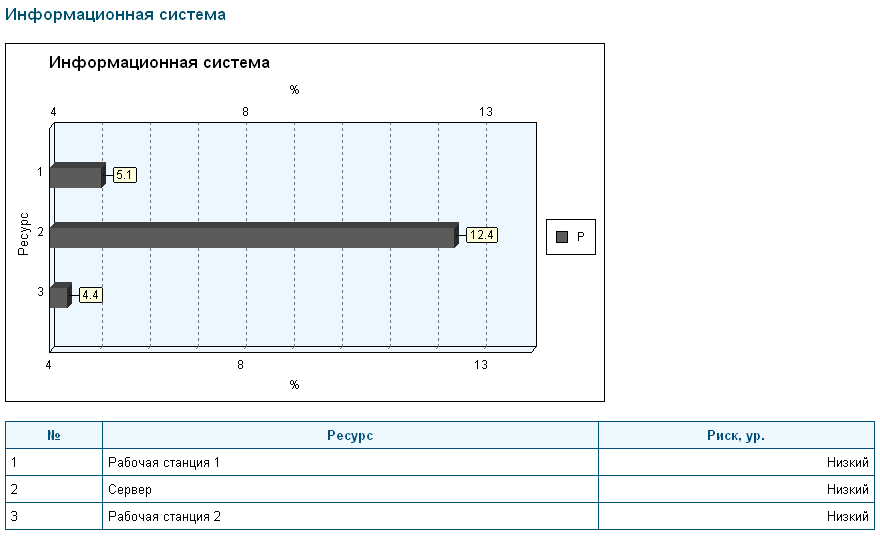 Информационная система
Информационная система
%
4 8 13
1 5.1
2 12.4
3 4.4
Ресурс
Р
4 8 13
%
№ Ресурс Риск, ур.
1 Рабочая станция 1 Низкий
2 Сервер Низкий
3 Рабочая станция 2 Низкий